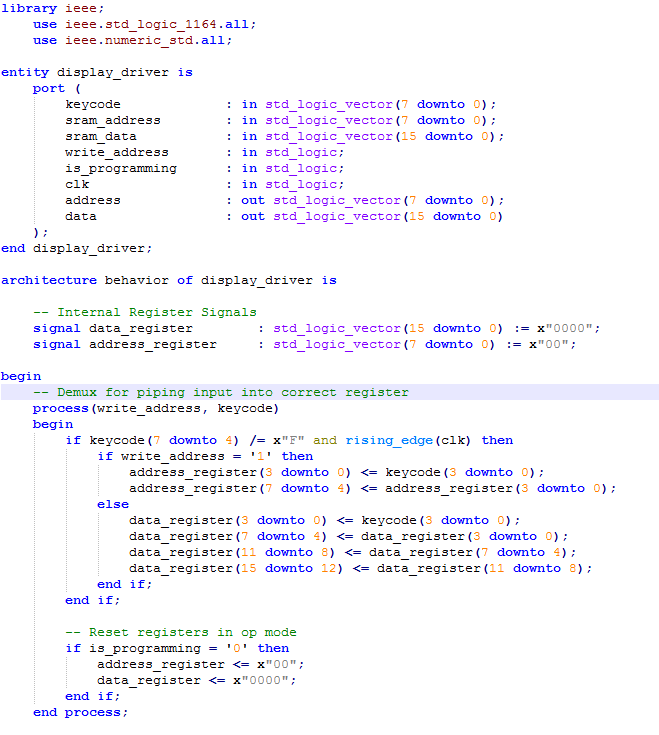 library ieee;
    use ieee.std_logic_1164.all;
    use ieee.numeric_std.all;

entity display_driver is
    port (
        keycode             : in std_logic_vector(7 downto 0);
        sram_address        : in std_logic_vector(7 downto 0);
        sram_data           : in std_logic_vector(15 downto 0);
        write_address       : in std_logic;
        is_programming      : in std_logic;
        clk                 : in std_logic;
        address             : out std_logic_vector(7 downto 0);
        data                : out std_logic_vector(15 downto 0)
    );
end display_driver;

architecture behavior of display_driver is

    -- Internal Register Signals
    signal data_register        : std_logic_vector(15 downto 0) := x"0000";
    signal address_register     : std_logic_vector(7 downto 0) := x"00";

begin
    -- Demux for piping input into correct register
    process(write_address, keycode)
    begin
        if keycode(7 downto 4) /= x"F" and rising_edge(clk) then
            if write_address = '1' then
                address_register(3 downto 0) <= keycode(3 downto 0);
                address_register(7 downto 4) <= address_register(3 downto 0);
            else
                data_register(3 downto 0) <= keycode(3 downto 0);
                data_register(7 downto 4) <= data_register(3 downto 0);
                data_register(11 downto 8) <= data_register(7 downto 4);
                data_register(15 downto 12) <= data_register(11 downto 8);
            end if;
        end if;

        -- Reset registers in op mode
        if is_programming = '0' then
            address_register <= x"00";
            data_register <= x"0000";
        end if;
    end process;